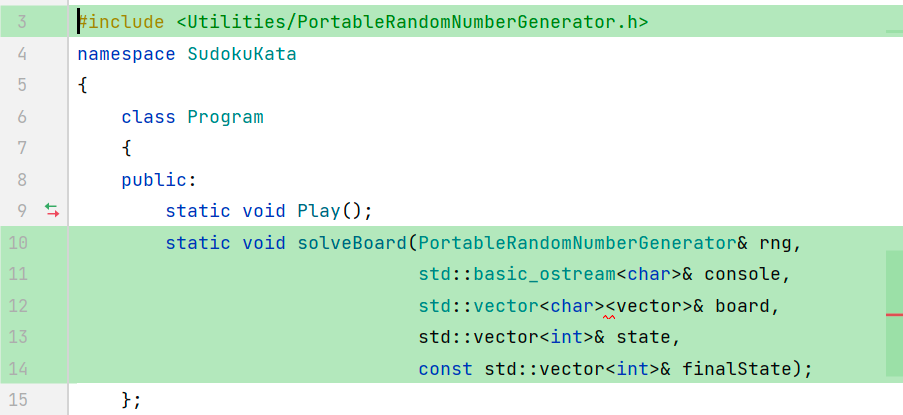 3 #include <Utilities/PortableRandomNumberGenerator.h>
4 namespace SudokuKata
5 {
6     class Program
7     {
8     public:
9         static void Play();
10         static void solveBoard(PortableRandomNumberGenerator& rng,
11                                std::basic_ostream<char>& console,
12                                std::vector<char><vector>& board,
13                                std::vector<int>& state,
14                                const std::vector<int>& finalState);
15     };